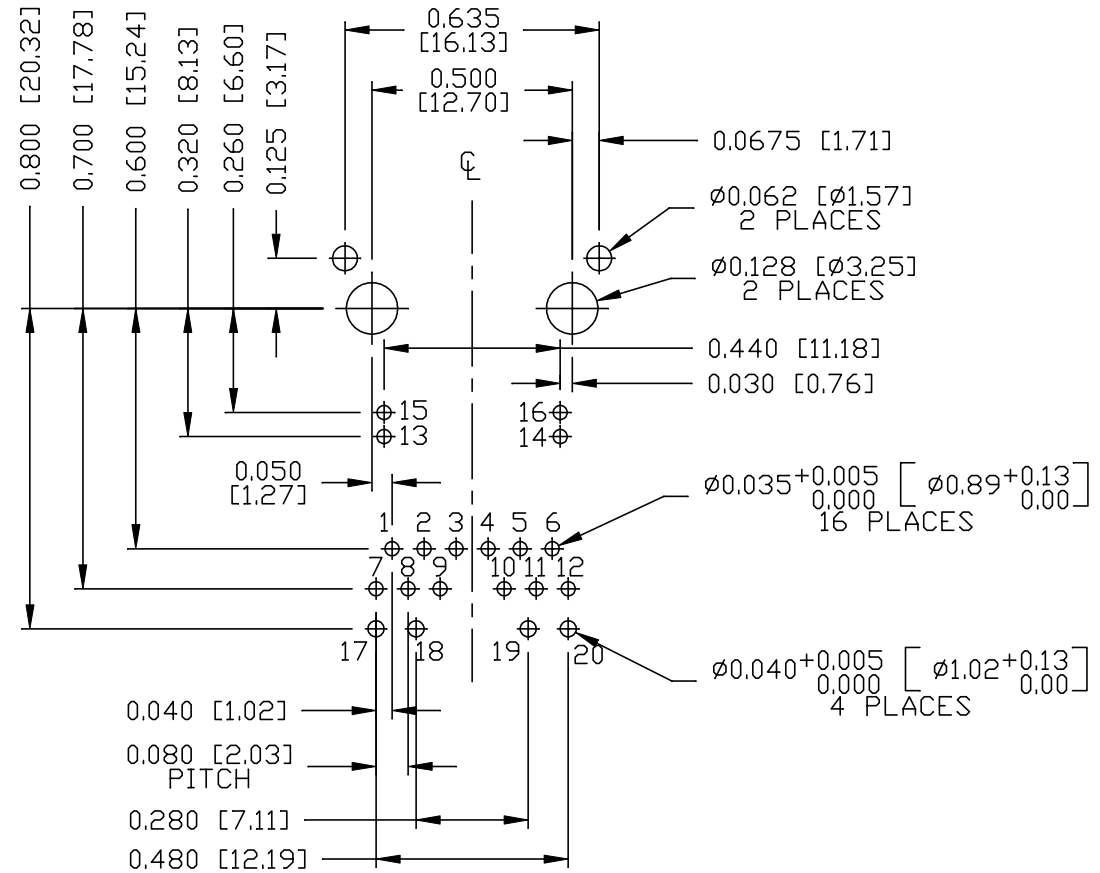 0.800 [20.32]
0.700 [17.78]
0.600 [15.24]
0.320 [8.13]
0.260 [6.60]
0.125 [3.17]
0.635
[16.13]
0.500
[12.70]
0.0675 [1.71]
℄
Ø0.062 [Ø1.57]
2 PLACES
Ø0.128 [Ø3.25]
2 PLACES
0.440 [11.18]
0.030 [0.76]
15
16
13
14
0.050
[1.27]
Ø0.035+0.005 0.000 [Ø0.89+0.13 0.00]
16 PLACES
1 2 3 4 5 6
7 8 9 10 11 12
17 18 19 20
Ø0.040+0.005 0.000 [Ø1.02+0.13 0.00]
4 PLACES
0.040 [1.02]
0.080 [2.03]
PITCH
0.280 [7.11]
0.480 [12.19]